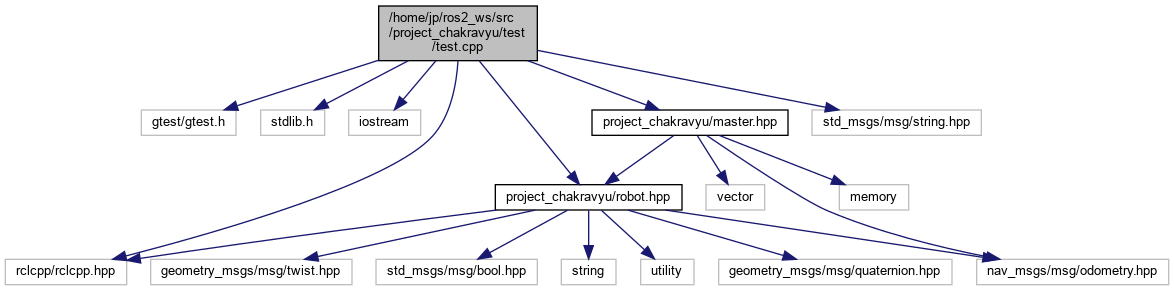 /home/jp/ros2_ws/src
/project_chakravyu/test
/test.cpp
gtest/gtest.h
stdlib.h
iostream
project_chakravyu/master.hpp
std_msgs/msg/string.hpp
project_chakravyu/robot.hpp
vector
memory
rclcpp/rclcpp.hpp
geometry_msgs/msg/twist.hpp
std_msgs/msg/bool.hpp
string
utility
geometry_msgs/msg/quaternion.hpp
nav_msgs/msg/odometry.hpp